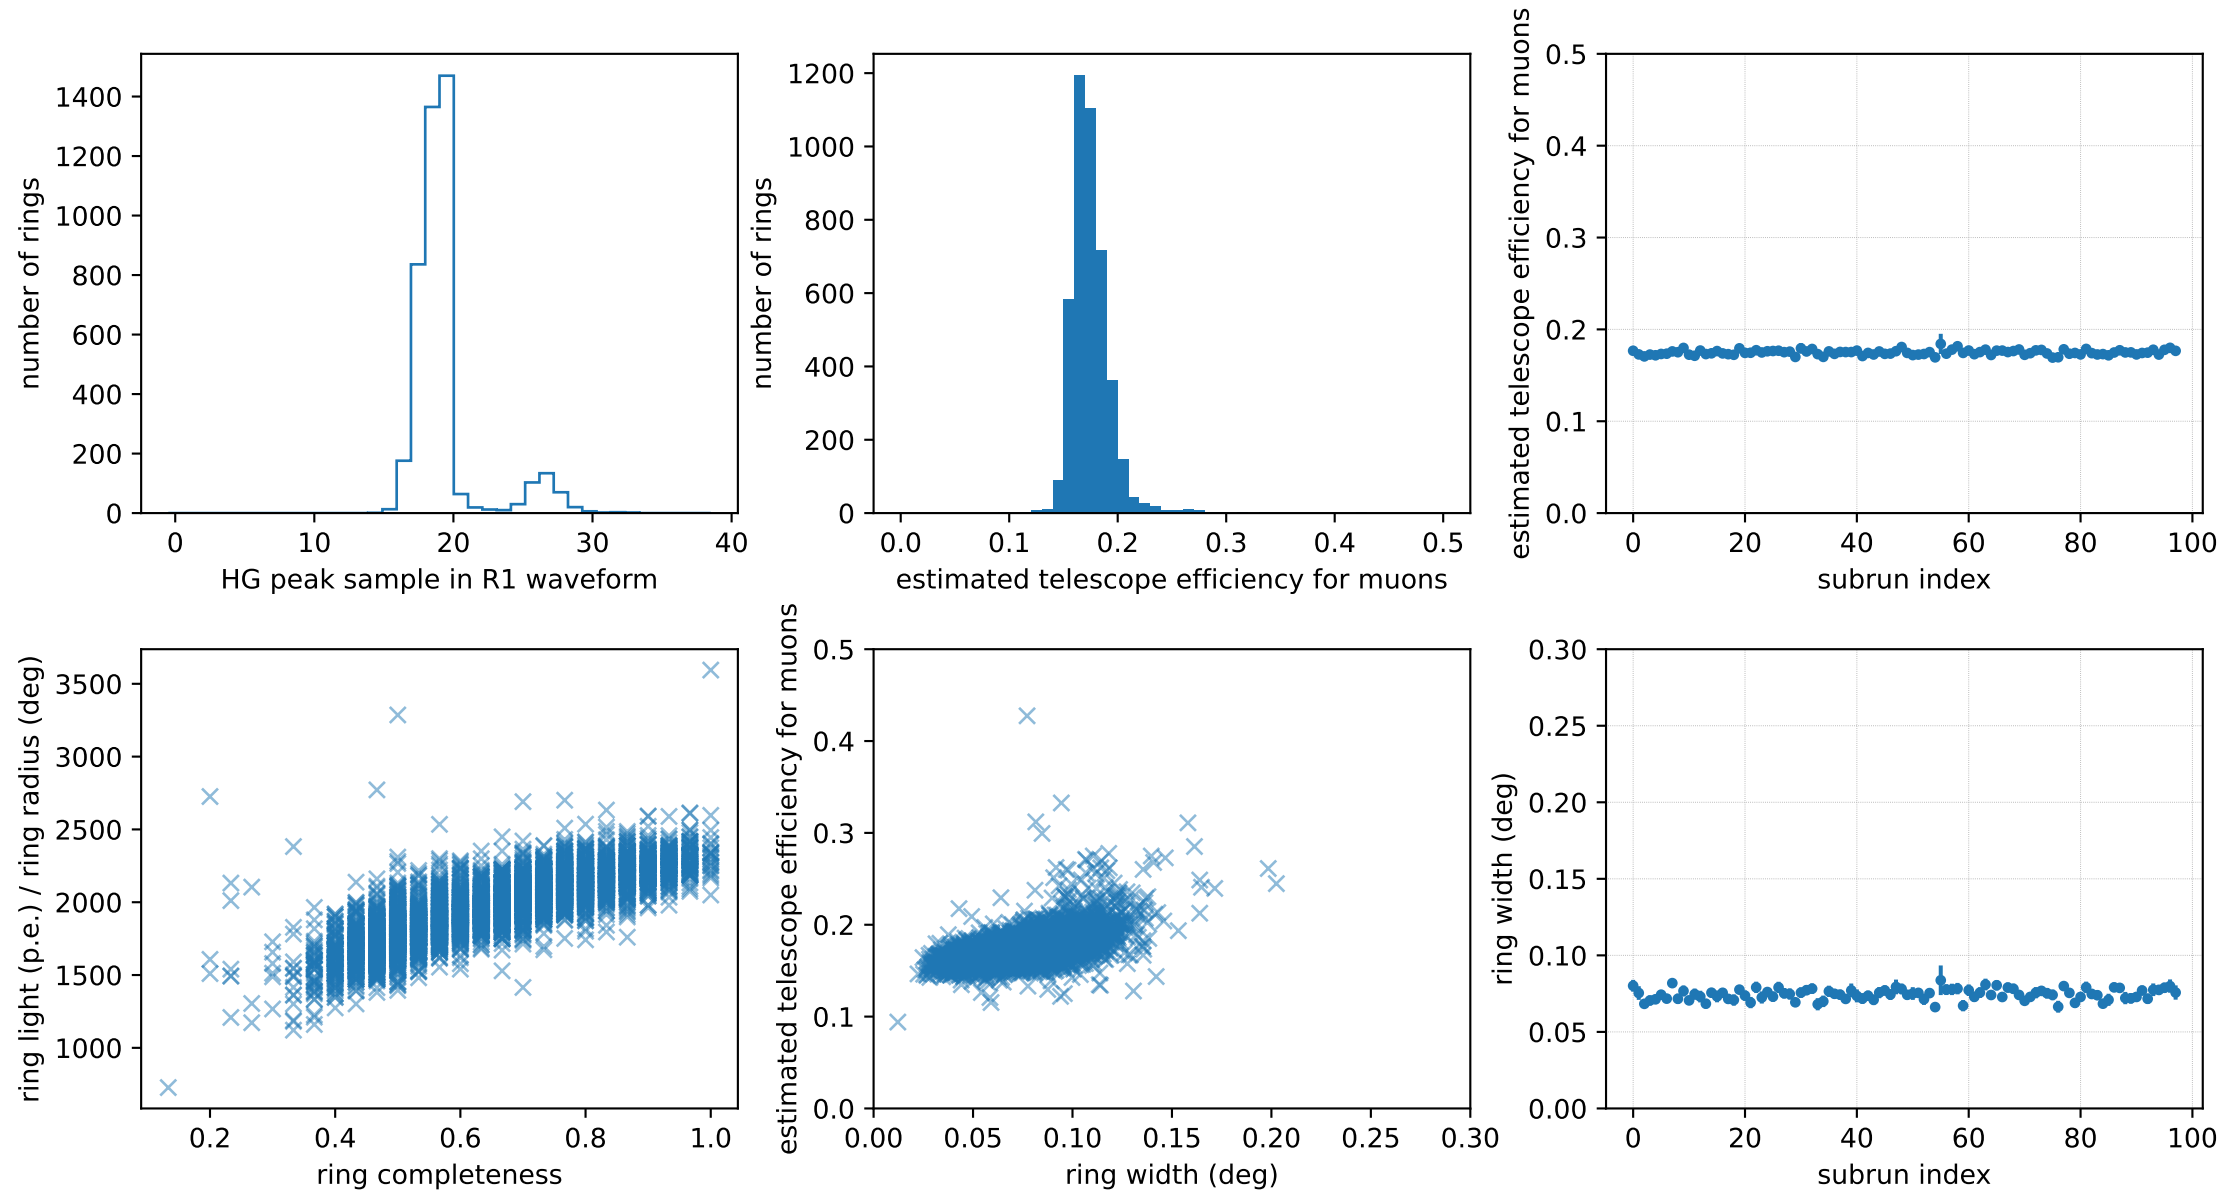 number of rings
1400
1200
1000
800
600
400
200
0
0 10 20 30 40
HG peak sample in R1 waveform
number of rings
1200
1000
800
600
400
200
0
0.0 0.1 0.2 0.3 0.4 0.5
estimated telescope efficiency for muons
estimated telescope efficiency for muons
0.5
0.4
0.3
0.2
0.1
0.0
0 20 40 60 80 100
subrun index
ring light (p.e.) / ring radius (deg)
3500
3000
2500
2000
1500
1000
0.2 0.4 0.6 0.8 1.0
ring completeness
estimated telescope efficiency for muons
0.5
0.4
0.3
0.2
0.1
0.0
0.00 0.05 0.10 0.15 0.20 0.25 0.30
ring width (deg)
ring width (deg)
0.30
0.25
0.20
0.15
0.10
0.05
0.00
0 20 40 60 80 100
subrun index